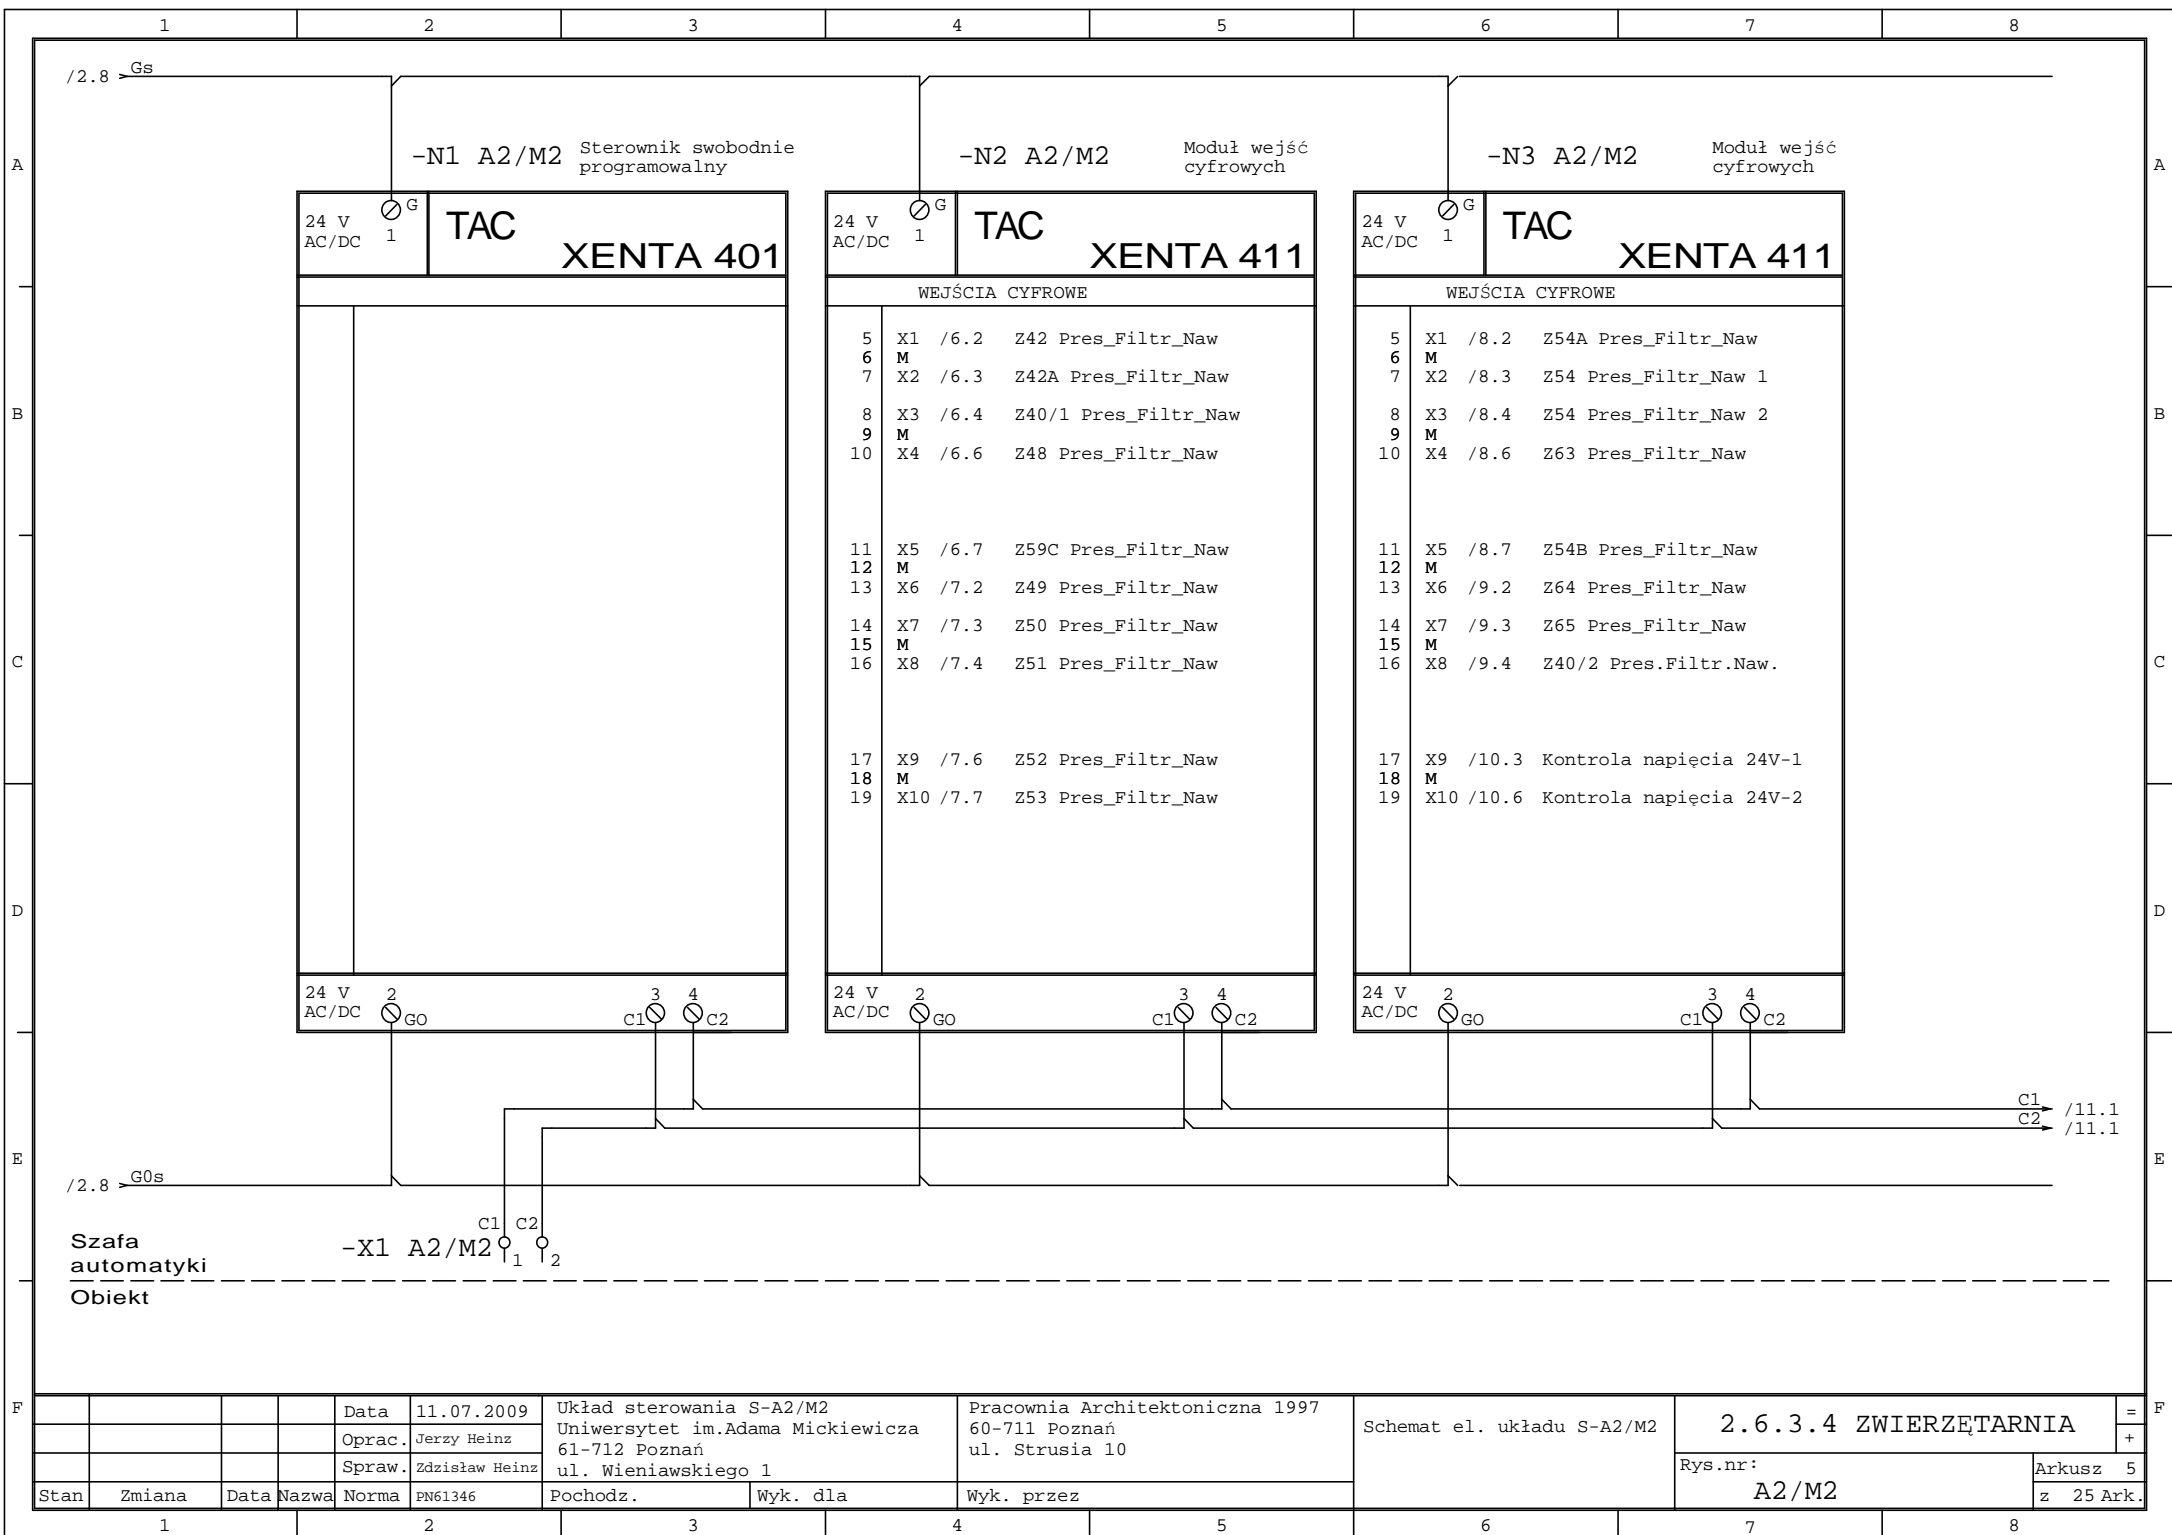 1 2 3 4 5 6 7 8
/2.8 Gs
-N1 A2/M2 Sterownik swobodnie
programowalny
-N2 A2/M2 Moduł wejść
cyfrowych
-N3 A2/M2 Moduł wejść
cyfrowych
A A
24 V
AC/DC
G
1
TAC
XENTA 401
24 V
AC/DC
G
1
TAC
XENTA 411
24 V
AC/DC
G
1
TAC
XENTA 411
WEJŚCIA CYFROWE
5 X1 /6.2 Z42 Pres_Filtr_Naw
6 M
7 X2 /6.3 Z42A Pres_Filtr_Naw
8 X3 /6.4 Z40/1 Pres_Filtr_Naw
9 M
10 X4 /6.6 Z48 Pres_Filtr_Naw
11 X5 /6.7 Z59C Pres_Filtr_Naw
12 M
13 X6 /7.2 Z49 Pres_Filtr_Naw
14 X7 /7.3 Z50 Pres_Filtr_Naw
15 M
16 X8 /7.4 Z51 Pres_Filtr_Naw
17 X9 /7.6 Z52 Pres_Filtr_Naw
18 M
19 X10 /7.7 Z53 Pres_Filtr_Naw
WEJŚCIA CYFROWE
5 X1 /8.2 Z54A Pres_Filtr_Naw
6 M
7 X2 /8.3 Z54 Pres_Filtr_Naw 1
8 X3 /8.4 Z54 Pres_Filtr_Naw 2
9 M
10 X4 /8.6 Z63 Pres_Filtr_Naw
11 X5 /8.7 Z54B Pres_Filtr_Naw
12 M
13 X6 /9.2 Z64 Pres_Filtr_Naw
14 X7 /9.3 Z65 Pres_Filtr_Naw
15 M
16 X8 /9.4 Z40/2 Pres.Filtr.Naw.
17 X9 /10.3 Kontrola napięcia 24V-1
18 M
19 X10 /10.6 Kontrola napięcia 24V-2
B B
C C
D D
24 V
AC/DC
2
GO
3
C1
4
C2
24 V
AC/DC
2
GO
3
C1
4
C2
24 V
AC/DC
2
GO
3
C1
4
C2
C1 /11.1
C2 /11.1
E E
/2.8 G0s
C1 C2
-X1 A2/M2 1 2
Szafa
automatyki
Obiekt
F F
Data 11.07.2009
Oprac. Jerzy Heinz
Spraw. Zdzisław Heinz
Stan Zmiana Data Nazwa Norma PN61346
Układ sterowania S-A2/M2
Uniwersytet im.Adama Mickiewicza
61-712 Poznań
ul. Wieniawskiego 1
Pochodz. Wyk. dla
Pracownia Architektoniczna 1997
60-711 Poznań
ul. Strusia 10
Wyk. przez
Schemat el. układu S-A2/M2
2.6.3.4 ZWIERZĘTARNIA
=
+
Rys.nr:
A2/M2
Arkusz 5
z 25 Ark.
1 2 3 4 5 6 7 8